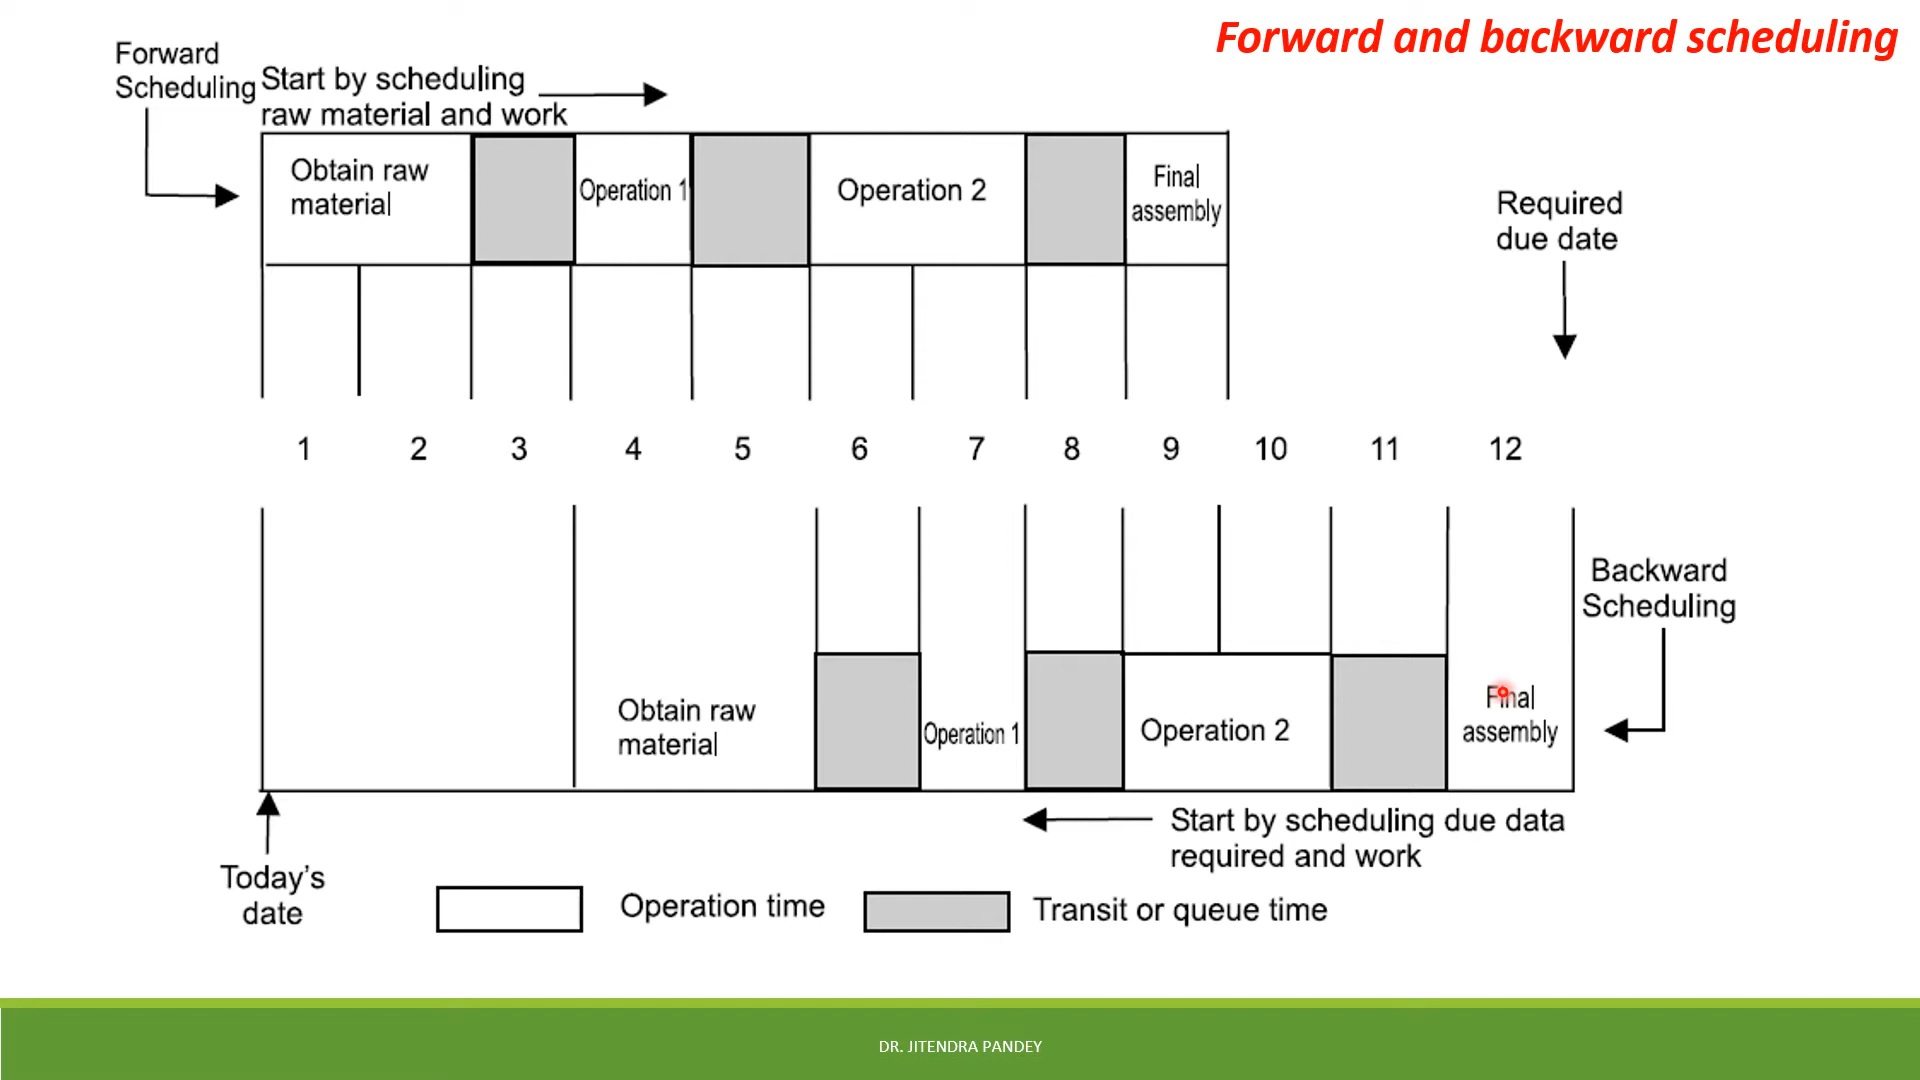 Forward and backward scheduling
Forward
Scheduling
Start by scheduling
raw material and work
Obtain raw
material
Operation 1
Operation 2
Final
assembly
Required
due date
1 2 3 4 5 6 7 8 9 10 11 12
Backward
Scheduling
Obtain raw
material
Operation 1
Operation 2
Final
assembly
Start by scheduling due data
required and work
Today's
date
Operation time
Transit or queue time
DR. JITENDRA PANDEY